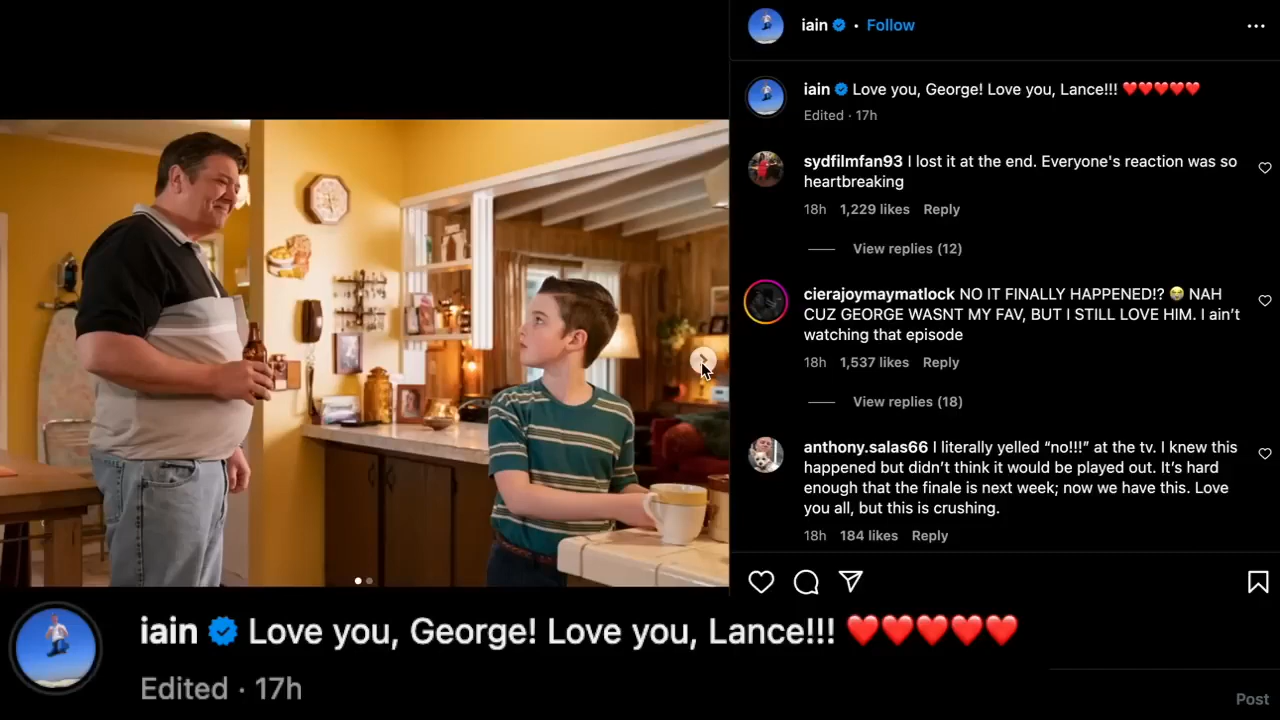 iain • Follow
iain Love you, George! Love you, Lance!!! ❤️❤️❤️❤️❤️
Edited · 17h
sydfilmfan93 I lost it at the end. Everyone's reaction was so
heartbreaking
18h 1,229 likes Reply
View replies (12)
cierajoymaymatlock NO IT FINALLY HAPPENED!? 😭 NAH
CUZ GEORGE WASNT MY FAV, BUT I STILL LOVE HIM. I ain't
watching that episode
18h 1,537 likes Reply
View replies (18)
anthony.salas66 I literally yelled “no!!!” at the tv. I knew this
happened but didn’t think it would be played out. It’s hard
enough that the finale is next week; now we have this. Love
you all, but this is crushing.
18h 184 likes Reply
iain Love you, George! Love you, Lance!!! ❤️❤️❤️❤️❤️
Edited · 17h
Post